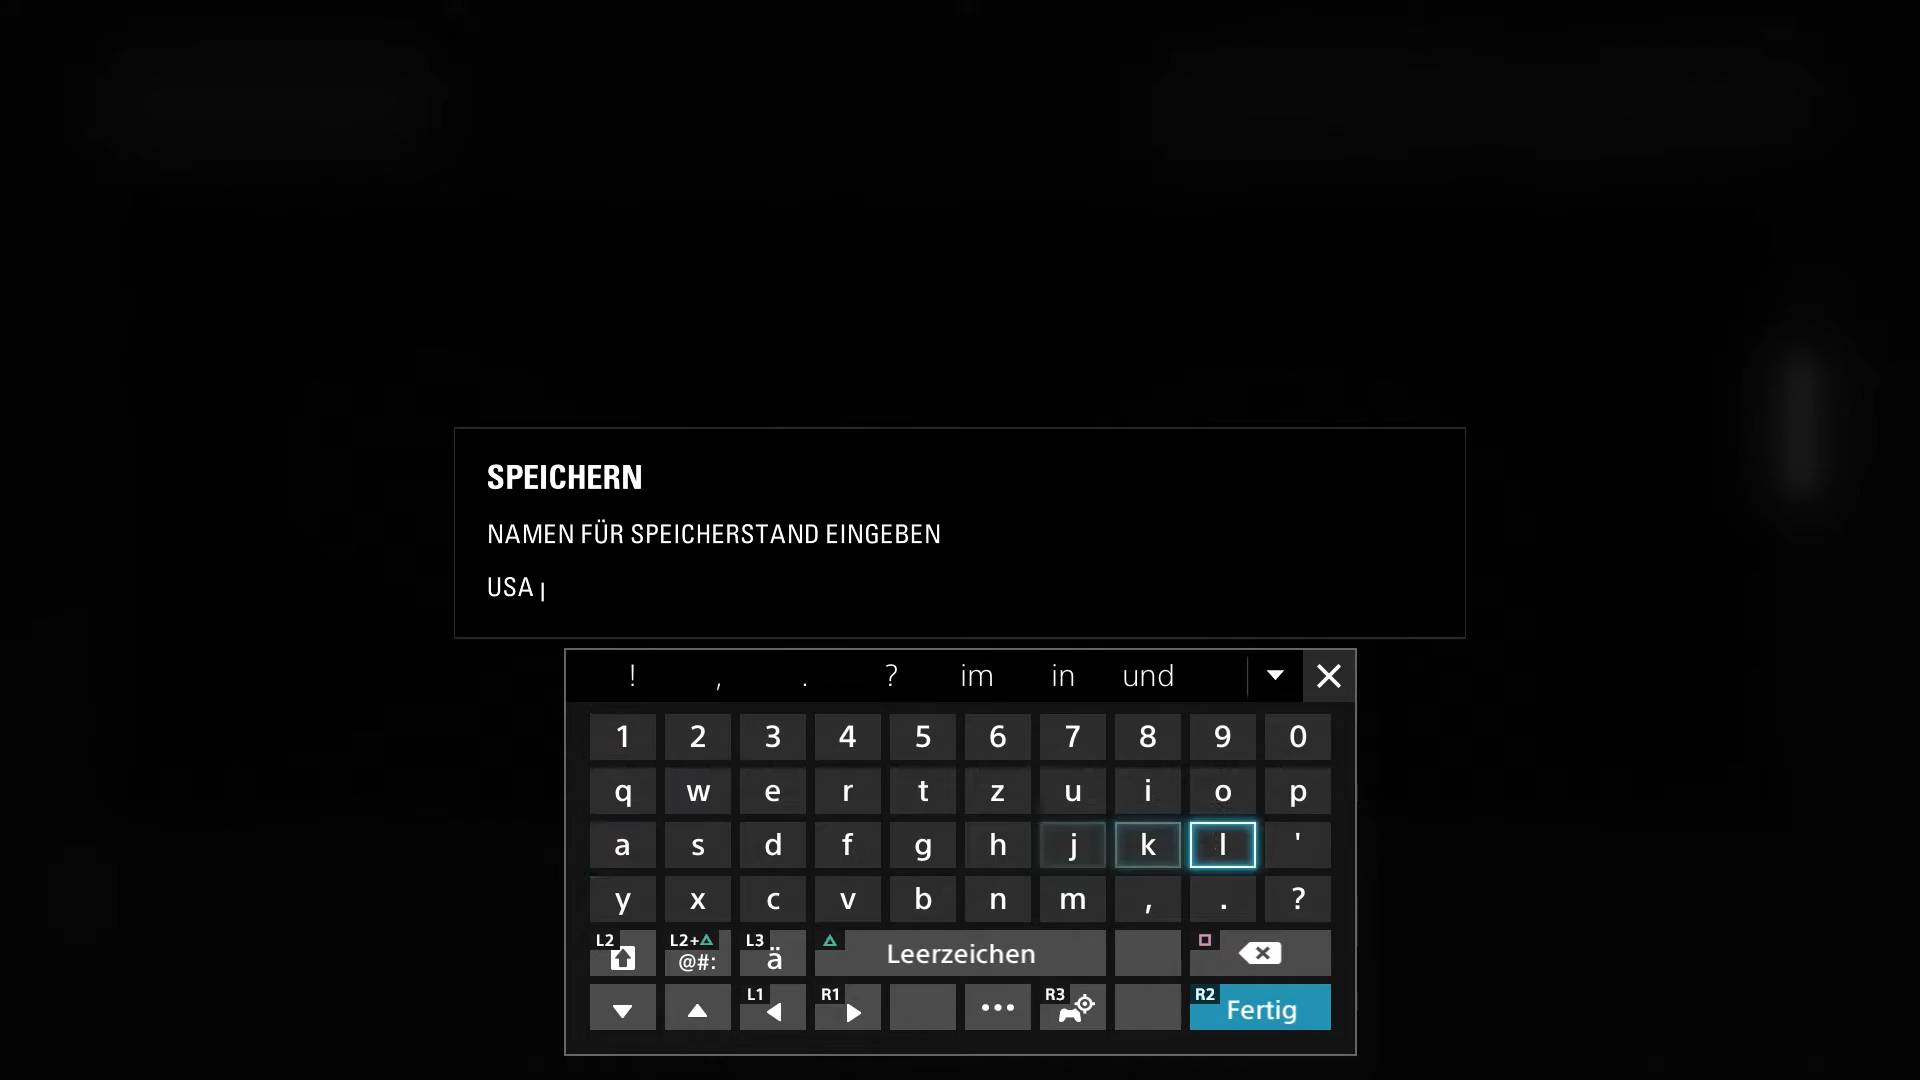 SPEICHERN
NAMEN FÜR SPEICHERSTAND EINGEBEN
USA
! , . ? im in und
1 2 3 4 5 6 7 8 9 0
q w e r t z u i o p
a s d f g h j k l '
y x c v b n m , . ?
L2 L2+△ @#: L3 ä △ Leerzeichen □
L1 R1 ••• R3 R2 Fertig